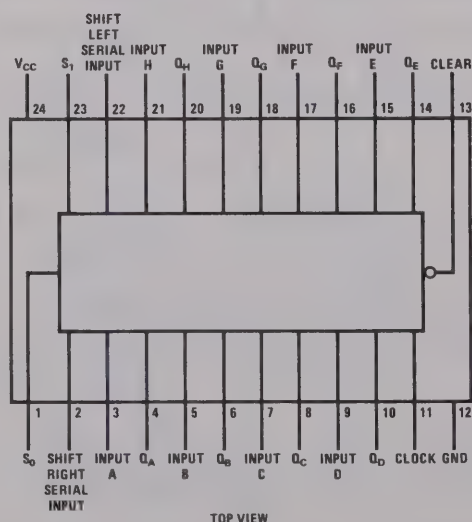 SHIFT
LEFT
SERIAL INPUT INPUT INPUT INPUT
VCC S1 INPUT H QH G QG F QF E QE CLEAR
24 23 22 21 20 19 18 17 16 15 14 13
1 2 3 4 5 6 7 8 9 10 11 12
S0 SHIFT INPUT QA INPUT QB INPUT QC INPUT QD CLOCK GND
RIGHT A B C D
SERIAL
INPUT
TOP VIEW